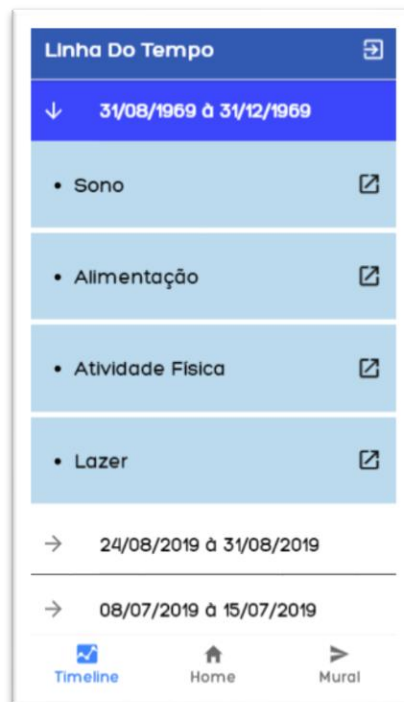 Linha Do Tempo
31/08/1969 à 31/12/1969
• Sono
• Alimentação
• Atividade Física
• Lazer
24/08/2019 à 31/08/2019
08/07/2019 à 15/07/2019
Timeline Home Mural